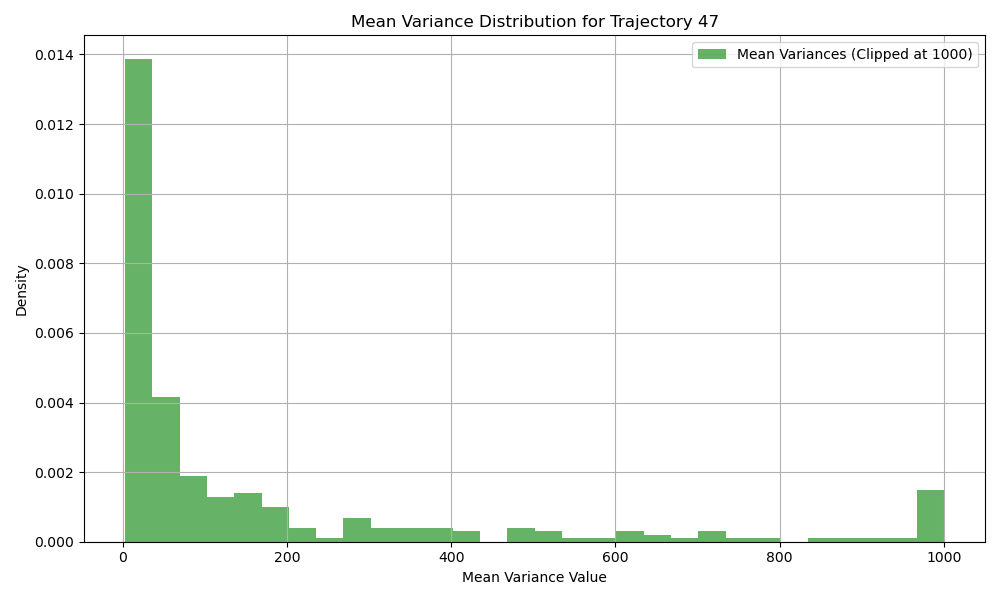 Mean Variance Distribution for Trajectory 47
Mean Variances (Clipped at 1000)
Density
0.014
0.012
0.010
0.008
0.006
0.004
0.002
0.000
0 200 400 600 800 1000
Mean Variance Value